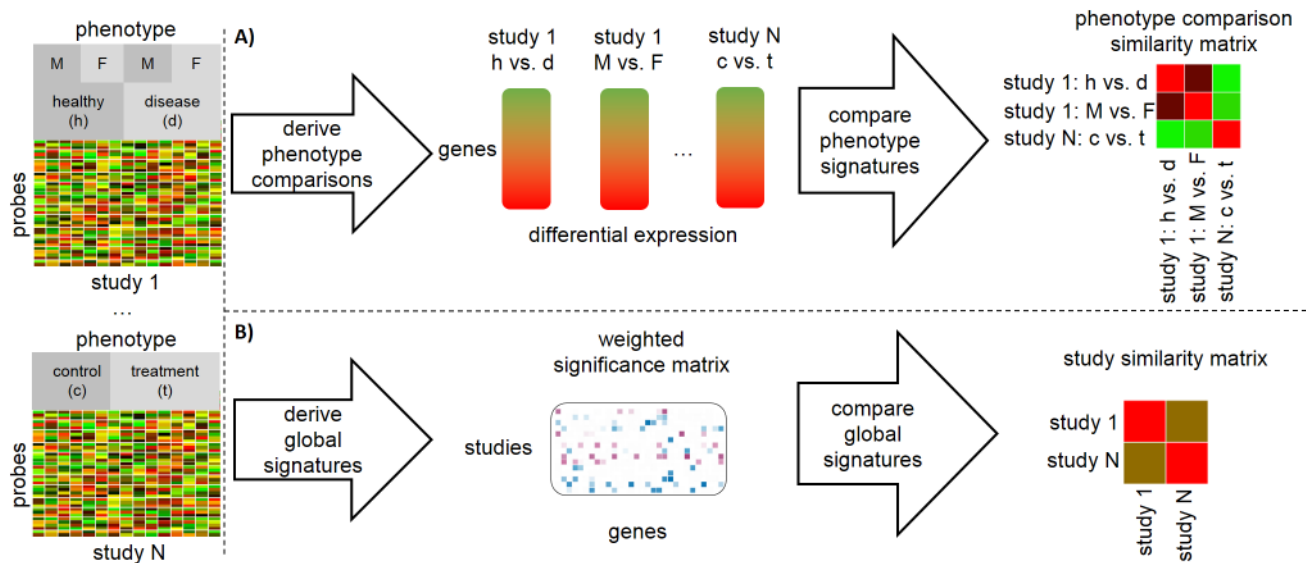 phenotype
M F M F
healthy
(h)
disease
(d)
probes
study 1
...
phenotype
control
(c)
treatment
(t)
probes
study N
A)
derive
phenotype
comparisons
genes
study 1
h vs. d
study 1
M vs. F
study N
c vs. t
...
differential expression
compare
phenotype
signatures
phenotype comparison
similarity matrix
study 1: h vs. d
study 1: M vs. F
study N: c vs. t
study 1: h vs. d
study 1: M vs. F
study N: c vs. t
B)
derive
global
signatures
weighted
significance matrix
studies
genes
compare
global
signatures
study similarity matrix
study 1
study N
study 1
study N